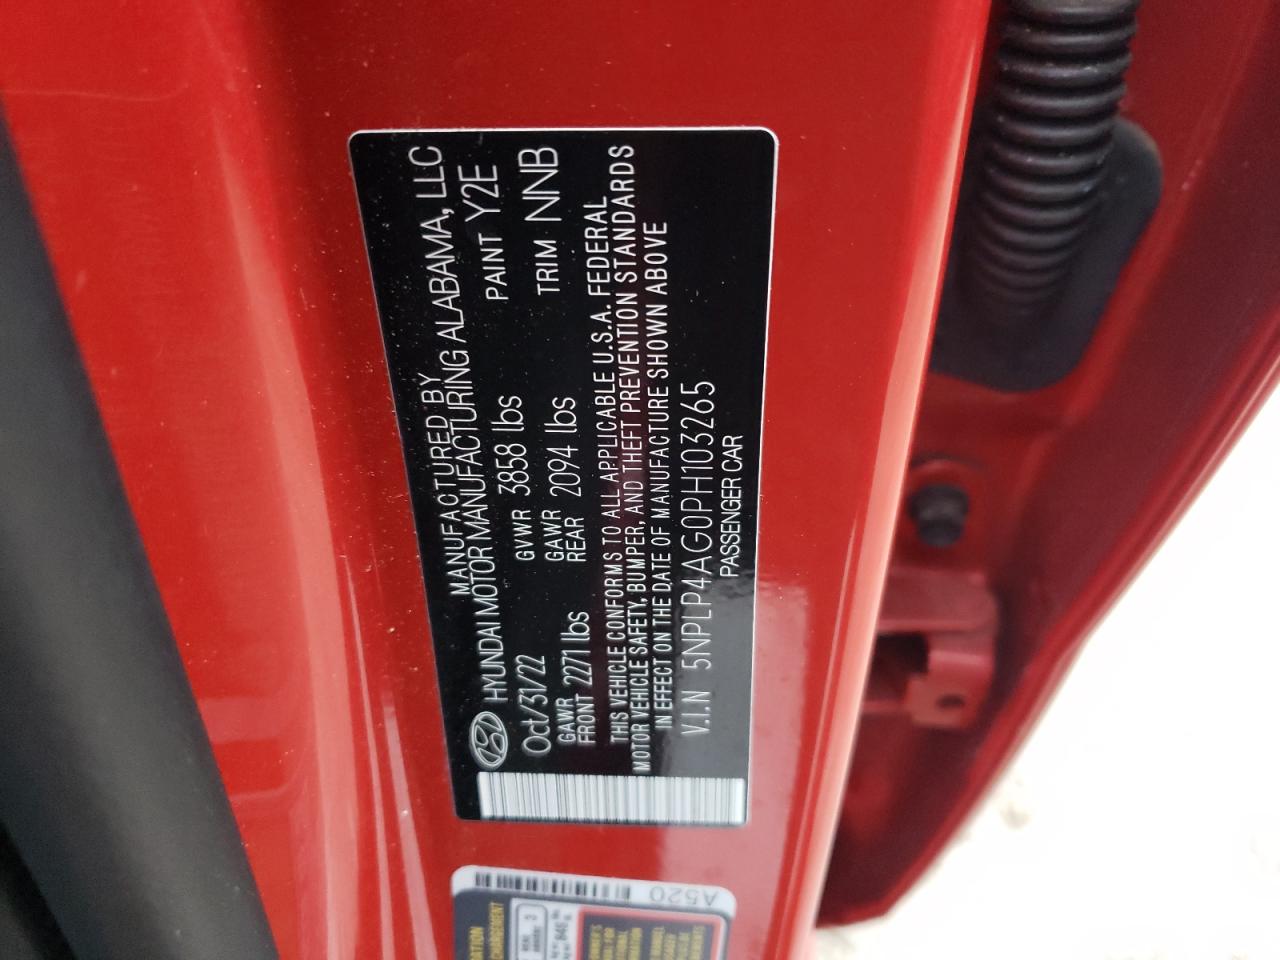 MANUFACTURED BY
HYUNDAI MOTOR MANUFACTURING ALABAMA, LLC
Oct/31/22 GVWR 3858 lbs PAINT Y2E
GAWR FRONT 2271 lbs GAWR REAR 2094 lbs TRIM NNB
THIS VEHICLE CONFORMS TO ALL APPLICABLE U.S.A. FEDERAL
MOTOR VEHICLE SAFETY, BUMPER, AND THEFT PREVENTION STANDARDS
IN EFFECT ON THE DATE OF MANUFACTURE SHOWN ABOVE
V.I.N 5NPLP4AG0PH103265
PASSENGER CAR
A520